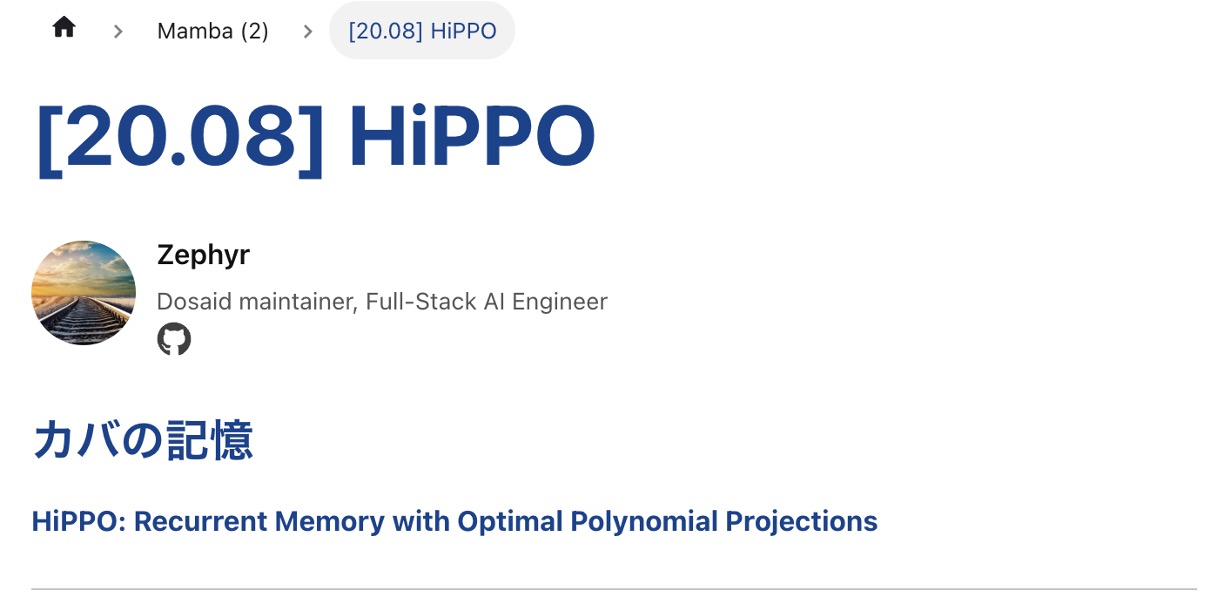 Mamba (2) [20.08] HiPPO
[20.08] HiPPO
Zephyr
Dosaid maintainer, Full-Stack AI Engineer
カバの記憶
HiPPO: Recurrent Memory with Optimal Polynomial Projections